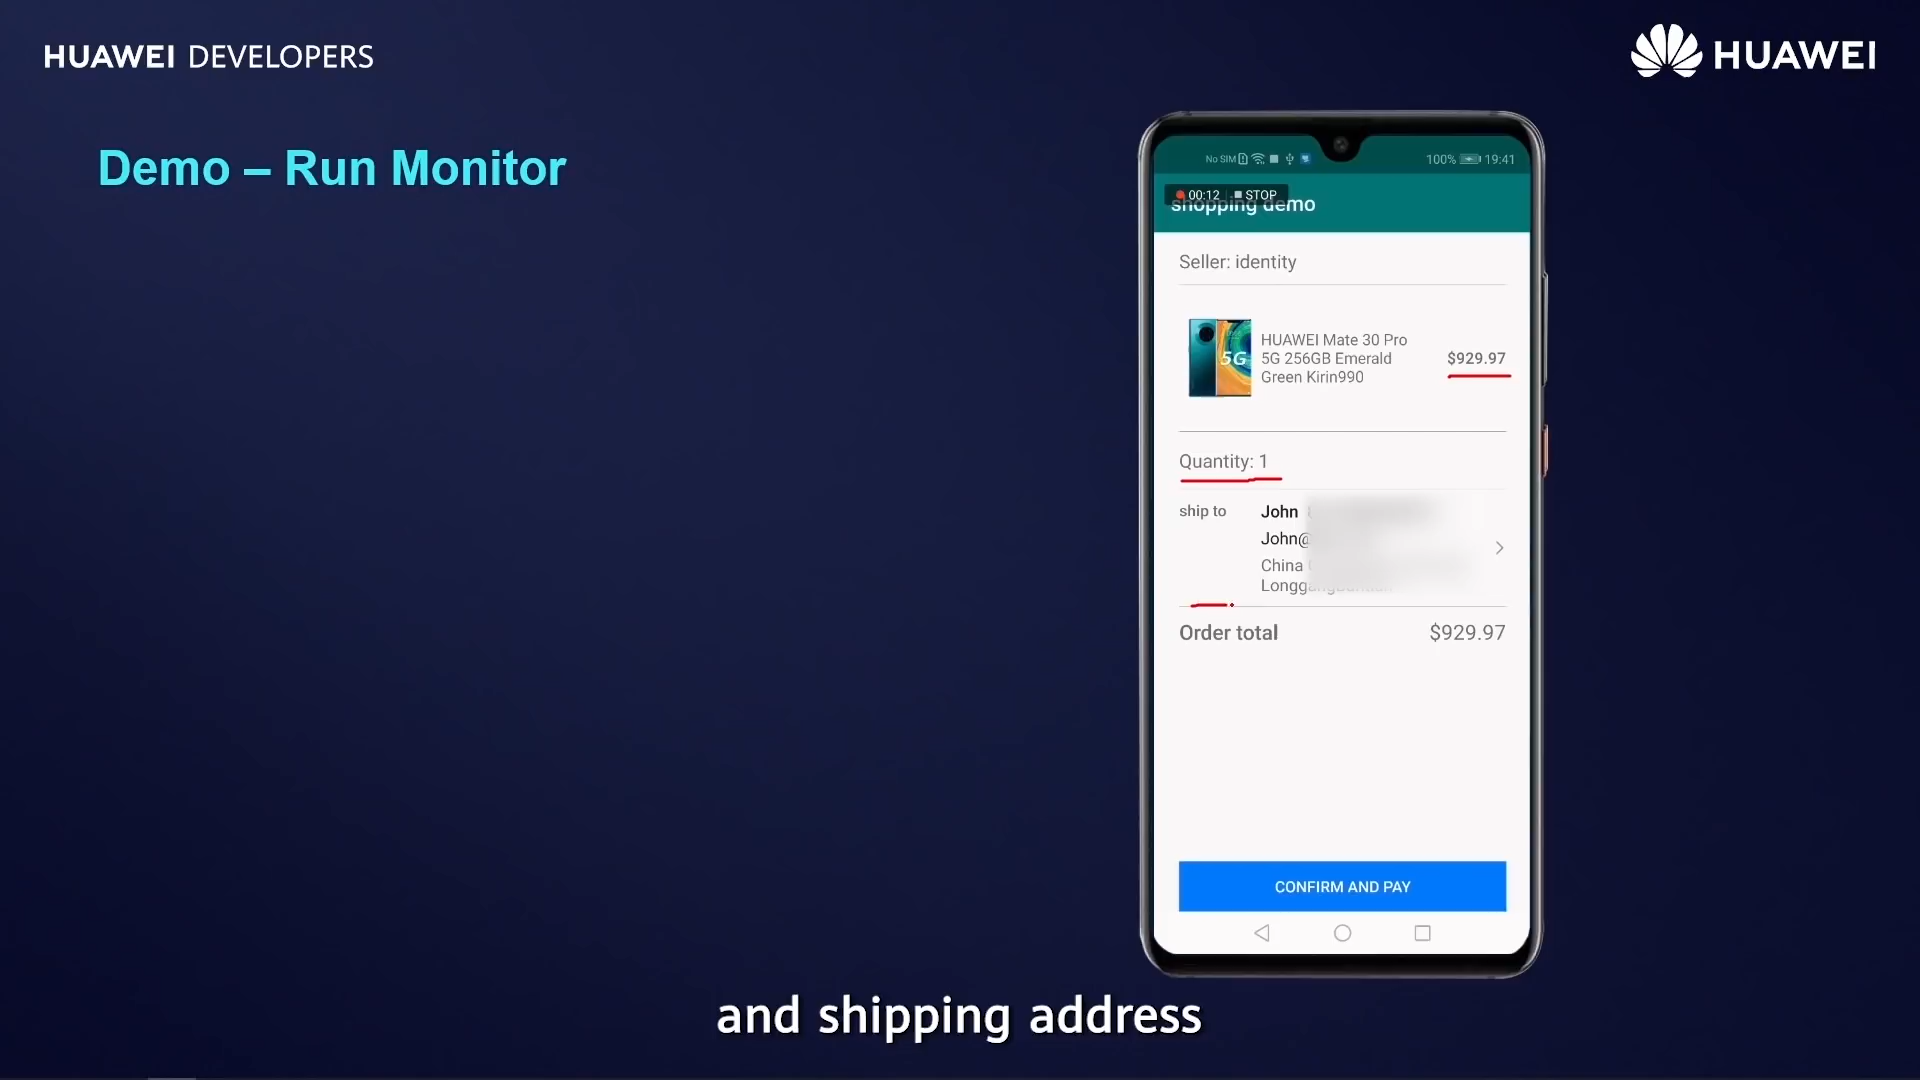 HUAWEI DEVELOPERS
HUAWEI
Demo – Run Monitor
No SIM 100% 19:41
00:12 STOP
shopping demo
Seller: identity
5G
HUAWEI Mate 30 Pro
5G 256GB Emerald
Green Kirin990
$929.97
Quantity: 1
ship to
John
John@
China
Order total $929.97
CONFIRM AND PAY
and shipping address